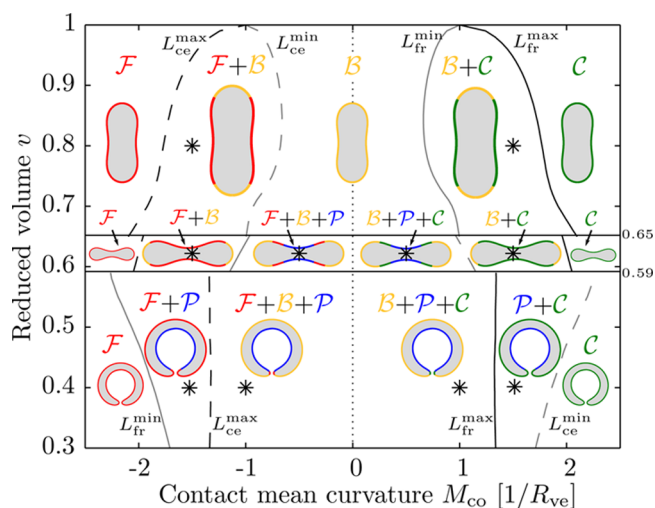 L_ce^max L_ce^min L_fr^min L_fr^max
ℱ ℱ+ℬ ℬ ℬ+𝒞 𝒞
ℱ ℱ+ℬ ℱ+ℬ+𝒫 ℬ+𝒫+𝒞 ℬ+𝒞 𝒞
0.65
0.59
ℱ ℱ+𝒫 ℱ+ℬ+𝒫 ℬ+𝒫+𝒞 𝒫+𝒞 𝒞
L_fr^min L_ce^max L_fr^max L_ce^min
1
0.9
0.8
0.7
0.6
0.5
0.4
0.3
Reduced volume v
-2 -1 0 1 2
Contact mean curvature M_co [1/R_ve]